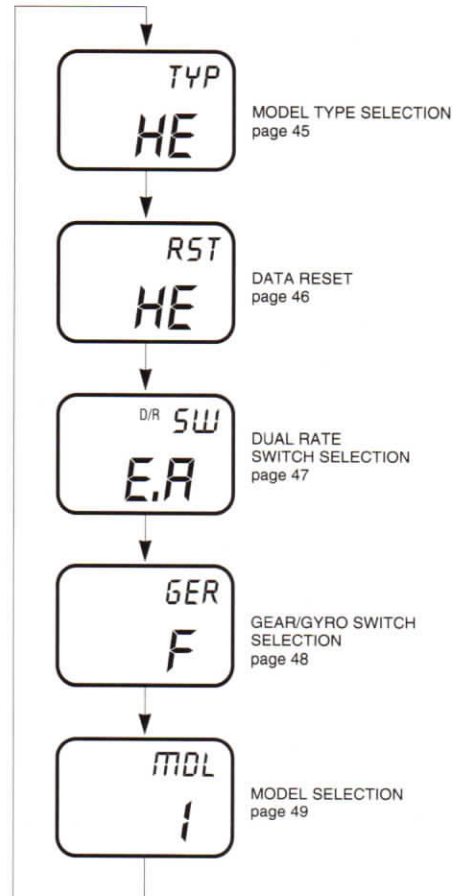 TYP
HE
MODEL TYPE SELECTION
page 45
RST
HE
DATA RESET
page 46
D/R SW
E.A
DUAL RATE
SWITCH SELECTION
page 47
GER
F
GEAR/GYRO SWITCH
SELECTION
page 48
MDL
1
MODEL SELECTION
page 49